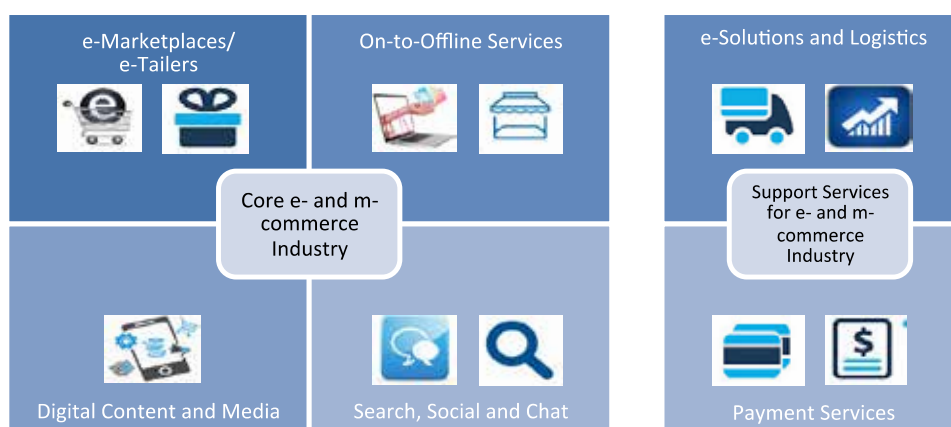 e-Marketplaces/
e-Tailers
On-to-Offline Services
e-Solutions and Logistics
e
Core e- and m-
commerce
Industry
Support Services
for e- and m-
commerce
Industry
$
Digital Content and Media
Search, Social and Chat
Payment Services